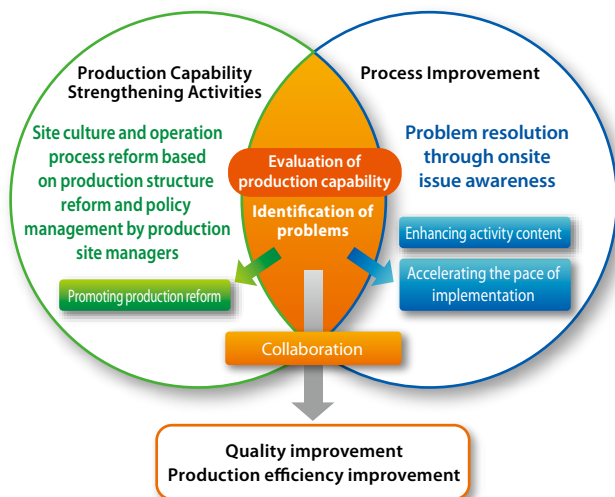 Production Capability
Strengthening Activities
Site culture and operation
process reform based
on production structure
reform and policy
management by production
site managers
Promoting production reform
Evaluation of
production capability
Identification of
problems
Process Improvement
Problem resolution
through onsite
issue awareness
Enhancing activity content
Accelerating the pace of
implementation
Collaboration
Quality improvement
Production efficiency improvement